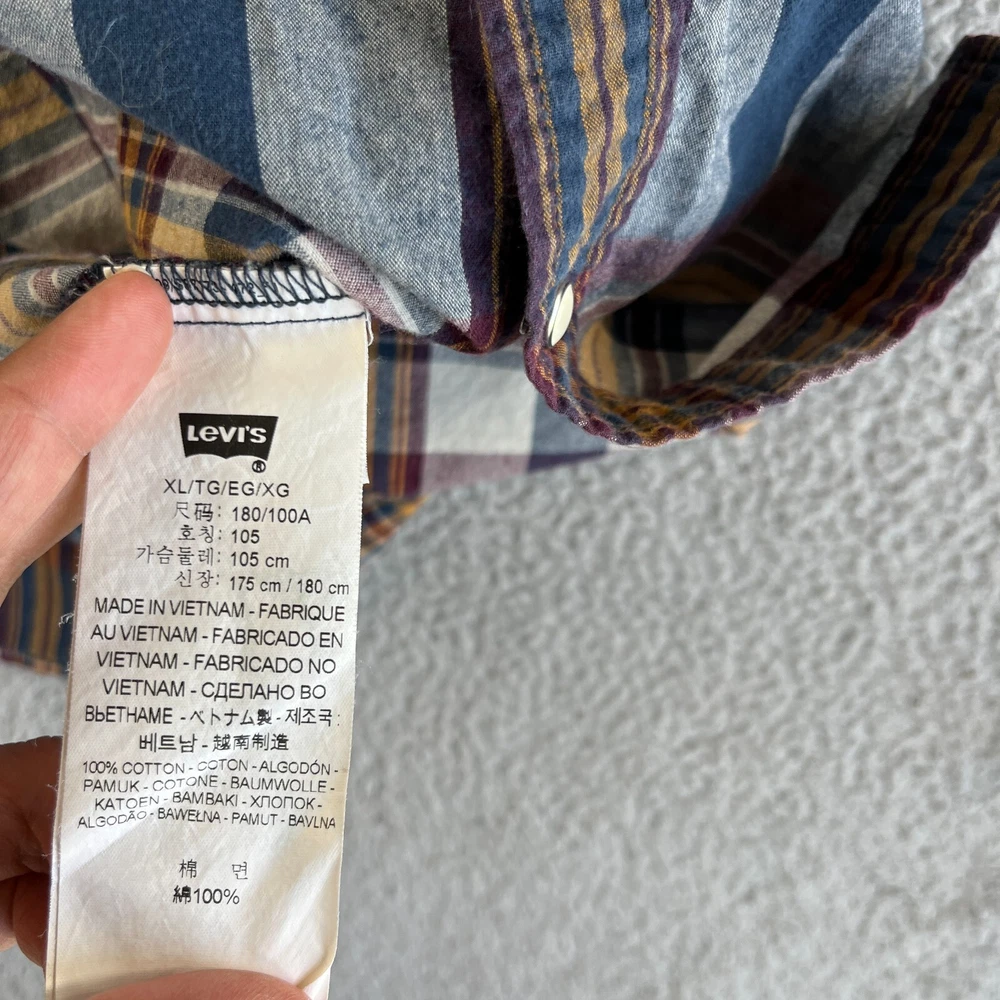 Levi's
®
XL/TG/EG/XG
尺码: 180/100A
호칭: 105
가슴둘레: 105 cm
신장: 175 cm / 180 cm
MADE IN VIETNAM - FABRIQUE
AU VIETNAM - FABRICADO EN
VIETNAM - FABRICADO NO
VIETNAM - СДЕЛАНО ВО
ВЬЕТНАМЕ - ベトナム製 - 제조국:
베트남 - 越南制造
100% COTTON - COTON - ALGODÓN -
PAMUK - COTONE - BAUMWOLLE -
KATOEN - BAMBAKI - ХЛОПОК -
ALGODÃO - BAWEŁNA - PAMUT - BAVLNA
棉 면
綿100%